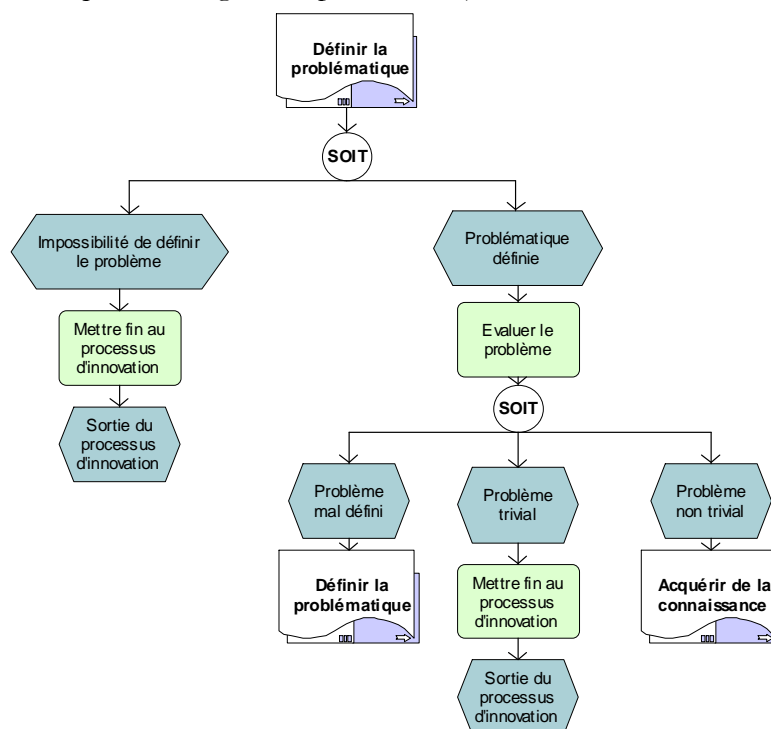 Définir la
problématique
SOIT
Impossibilité de définir
le problème
Problématique
définie
Mettre fin au
processus
d'innovation
Evaluer le
problème
SOIT
Sortie du
processus
d'innovation
Problème
mal défini
Problème
trivial
Problème
non trivial
Définir la
problématique
Mettre fin au
processus
d'innovation
Acquérir de la
connaissance
Sortie du
processus
d'innovation